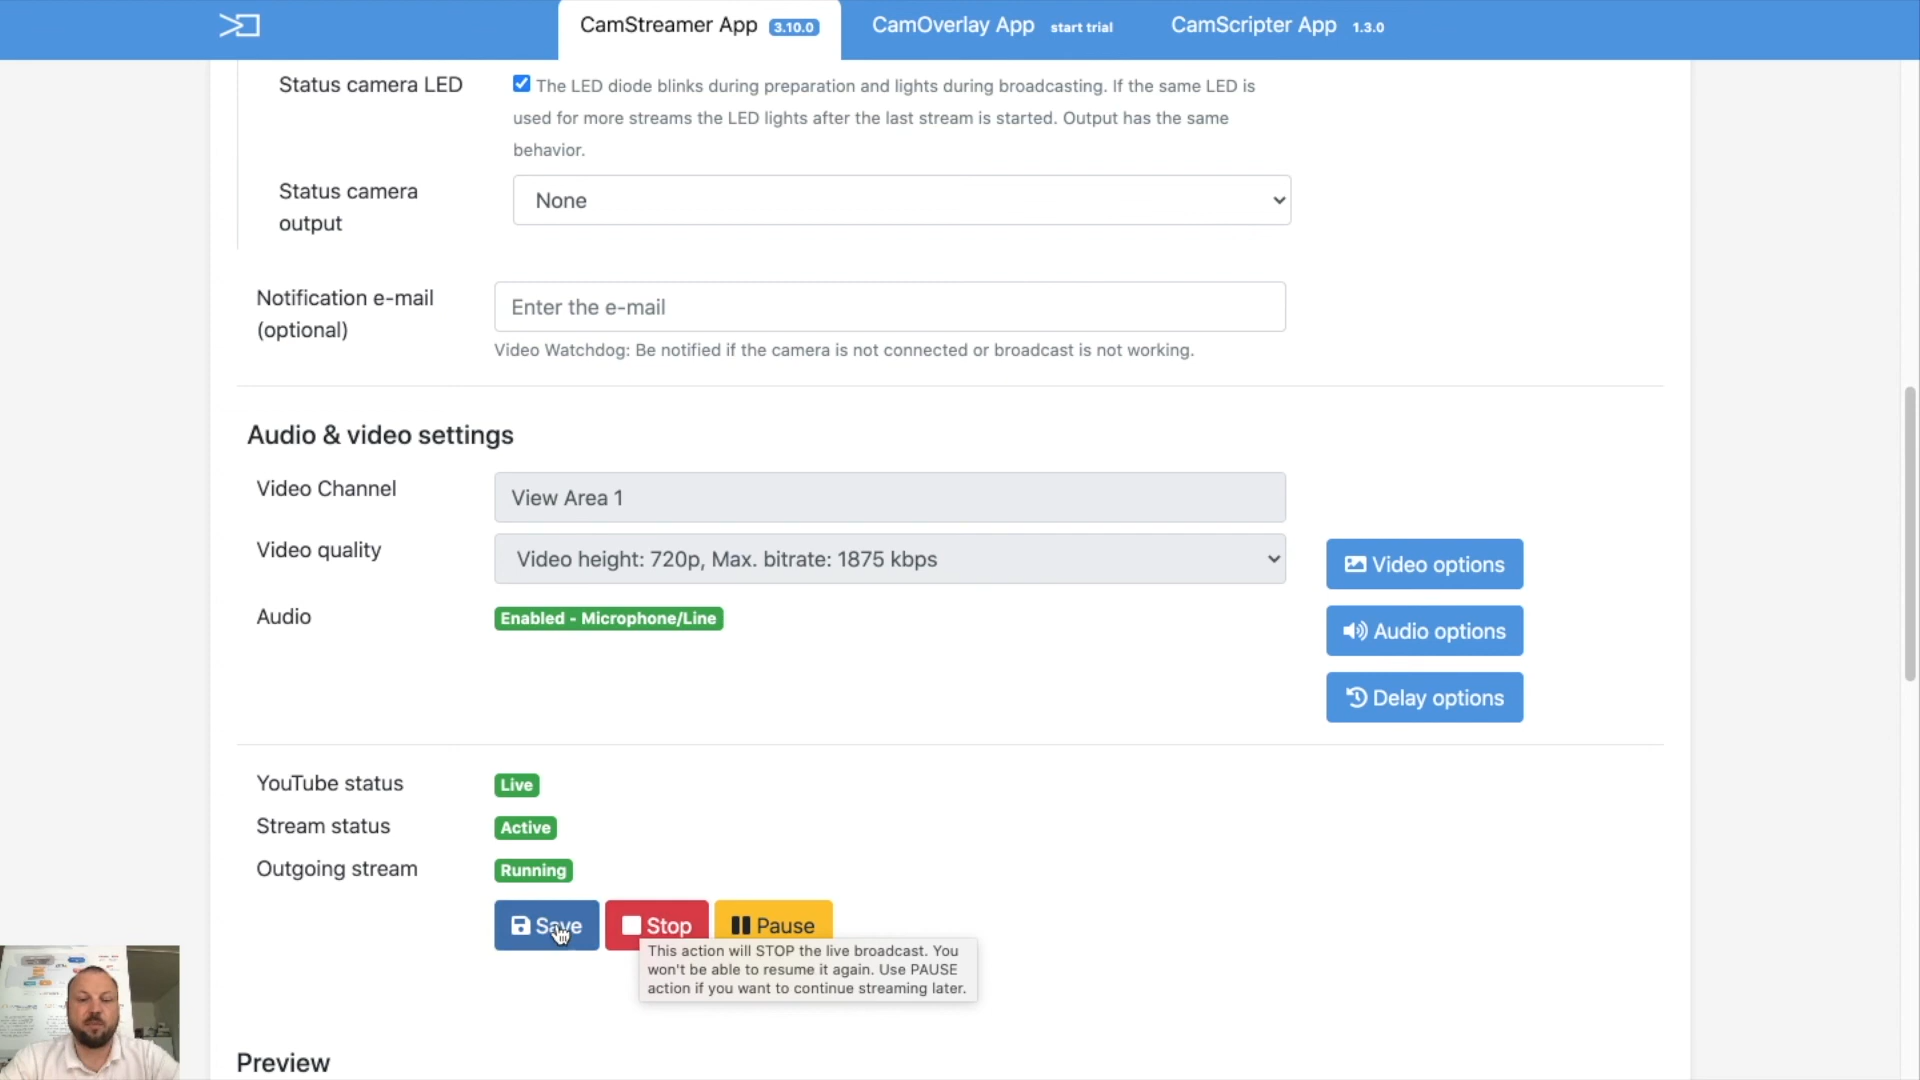 CamStreamer App 3.10.0 CamOverlay App start trial CamScripter App 1.3.0
Status camera LED
The LED diode blinks during preparation and lights during broadcasting. If the same LED is
used for more streams the LED lights after the last stream is started. Output has the same
behavior.
Status camera
output
None
Notification e-mail
(optional)
Enter the e-mail
Video Watchdog: Be notified if the camera is not connected or broadcast is not working.
Audio & video settings
Video Channel
View Area 1
Video quality
Video height: 720p, Max. bitrate: 1875 kbps
Video options
Audio
Enabled - Microphone/Line
Audio options
Delay options
YouTube status
Live
Stream status
Active
Outgoing stream
Running
Save Stop Pause
This action will STOP the live broadcast. You
won't be able to resume it again. Use PAUSE
action if you want to continue streaming later.
Preview